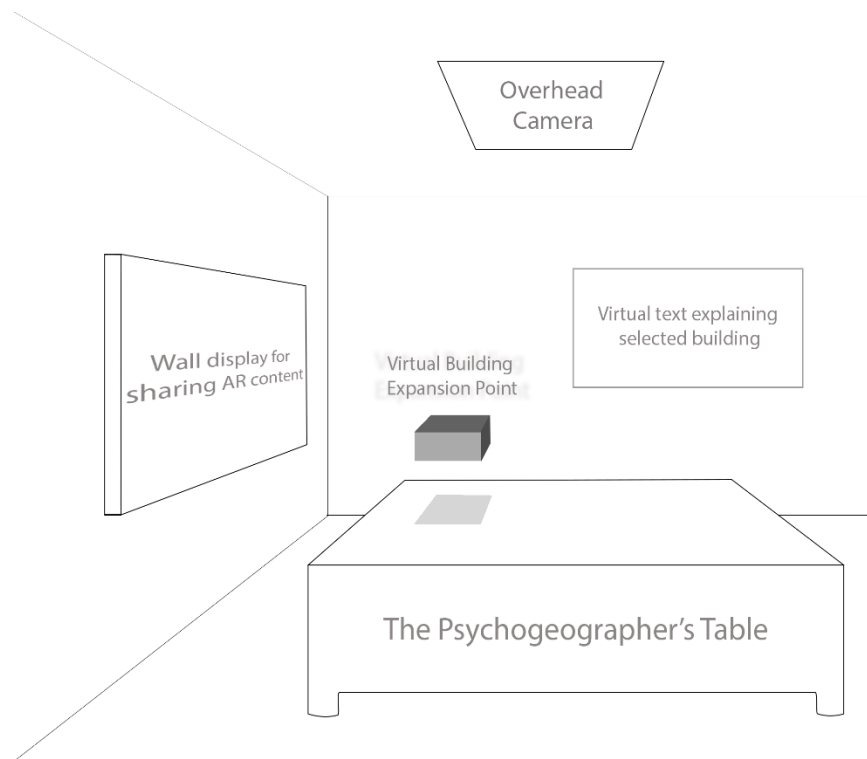 Overhead
Camera
Virtual text explaining
selected building
Wall display for
sharing AR content
Virtual Building
Expansion Point
The Psychogeographer's Table